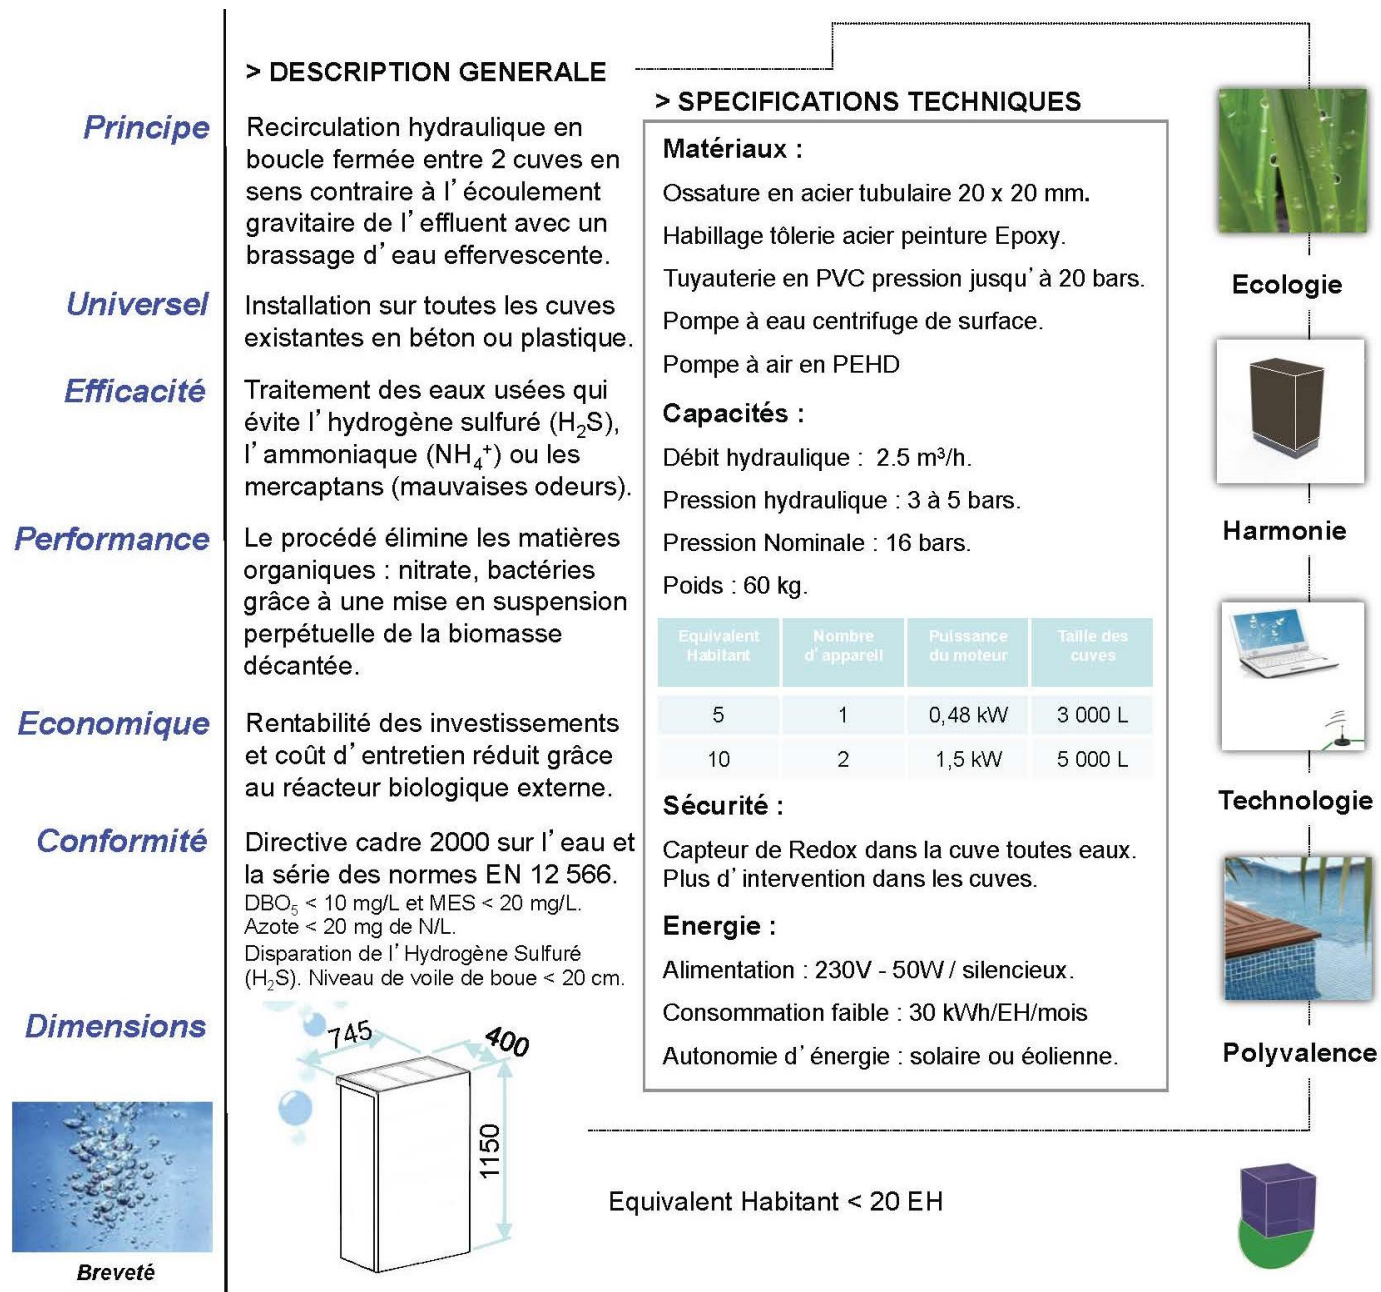 > DESCRIPTION GENERALE
Principe
Recirculation hydraulique en
boucle fermée entre 2 cuves en
sens contraire à l'écoulement
gravitaire de l'effluent avec un
brassage d'eau effervescente.
Universel
Installation sur toutes les cuves
existantes en béton ou plastique.
Efficacité
Traitement des eaux usées qui
évite l'hydrogène sulfuré (H₂S),
l'ammoniaque (NH₄⁺) ou les
mercaptans (mauvaises odeurs).
Performance
Le procédé élimine les matières
organiques : nitrate, bactéries
grâce à une mise en suspension
perpétuelle de la biomasse
décantée.
Economique
Rentabilité des investissements
et coût d'entretien réduit grâce
au réacteur biologique externe.
Conformité
Directive cadre 2000 sur l'eau et
la série des normes EN 12 566.
DBO₅ < 10 mg/L et MES < 20 mg/L.
Azote < 20 mg de N/L.
Disparation de l'Hydrogène Sulfuré
(H₂S). Niveau de voile de boue < 20 cm.
Dimensions
745
400
1150
Breveté
> SPECIFICATIONS TECHNIQUES
Matériaux :
Ossature en acier tubulaire 20 x 20 mm.
Habillage tôlerie acier peinture Epoxy.
Tuyauterie en PVC pression jusqu'à 20 bars.
Pompe à eau centrifuge de surface.
Pompe à air en PEHD
Capacités :
Débit hydraulique : 2.5 m³/h.
Pression hydraulique : 3 à 5 bars.
Pression Nominale : 16 bars.
Poids : 60 kg.
Equivalent Habitant | Nombre d'appareil | Puissance du moteur | Taille des cuves
5 | 1 | 0,48 kW | 3 000 L
10 | 2 | 1,5 kW | 5 000 L
Sécurité :
Capteur de Redox dans la cuve toutes eaux.
Plus d'intervention dans les cuves.
Energie :
Alimentation : 230V - 50W / silencieux.
Consommation faible : 30 kWh/EH/mois
Autonomie d'énergie : solaire ou éolienne.
Equivalent Habitant < 20 EH
Ecologie
Harmonie
Technologie
Polyvalence